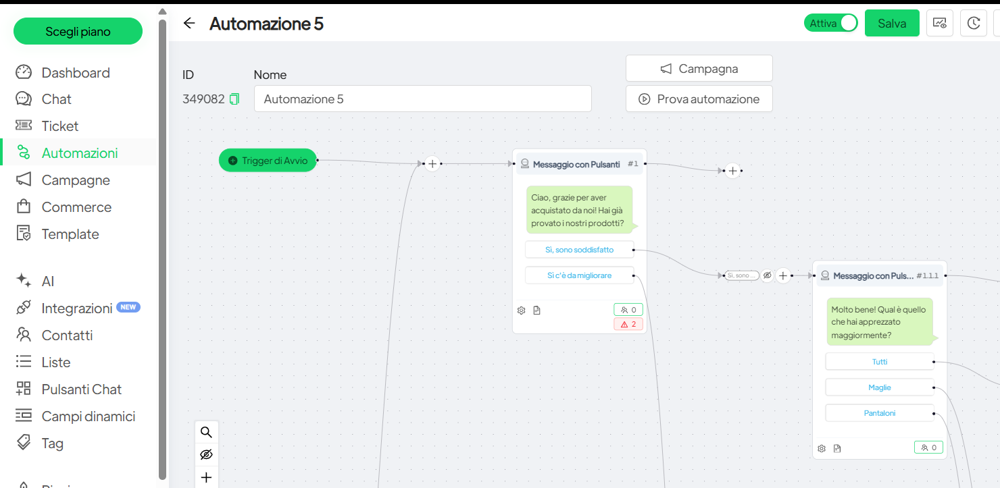 Scegli piano
Dashboard
Chat
Ticket
Automazioni
Campagne
Commerce
Template
AI
Integrazioni NEW
Contatti
Liste
Pulsanti Chat
Campi dinamici
Tag
Automazione 5
Attiva
Salva
ID
Nome
349082
Automazione 5
Campagna
Prova automazione
Trigger di Avvio
Messaggio con Pulsanti #1
Ciao, grazie per aver
acquistato da noi! Hai già
provato i nostri prodotti?
Sì, sono soddisfatto
Sì c'è da migliorare
0
2
Sì, sono ...
Messaggio con Puls... #1.1.1
Molto bene! Qual è quello
che hai apprezzato
maggiormente?
Tutti
Maglie
Pantaloni
0